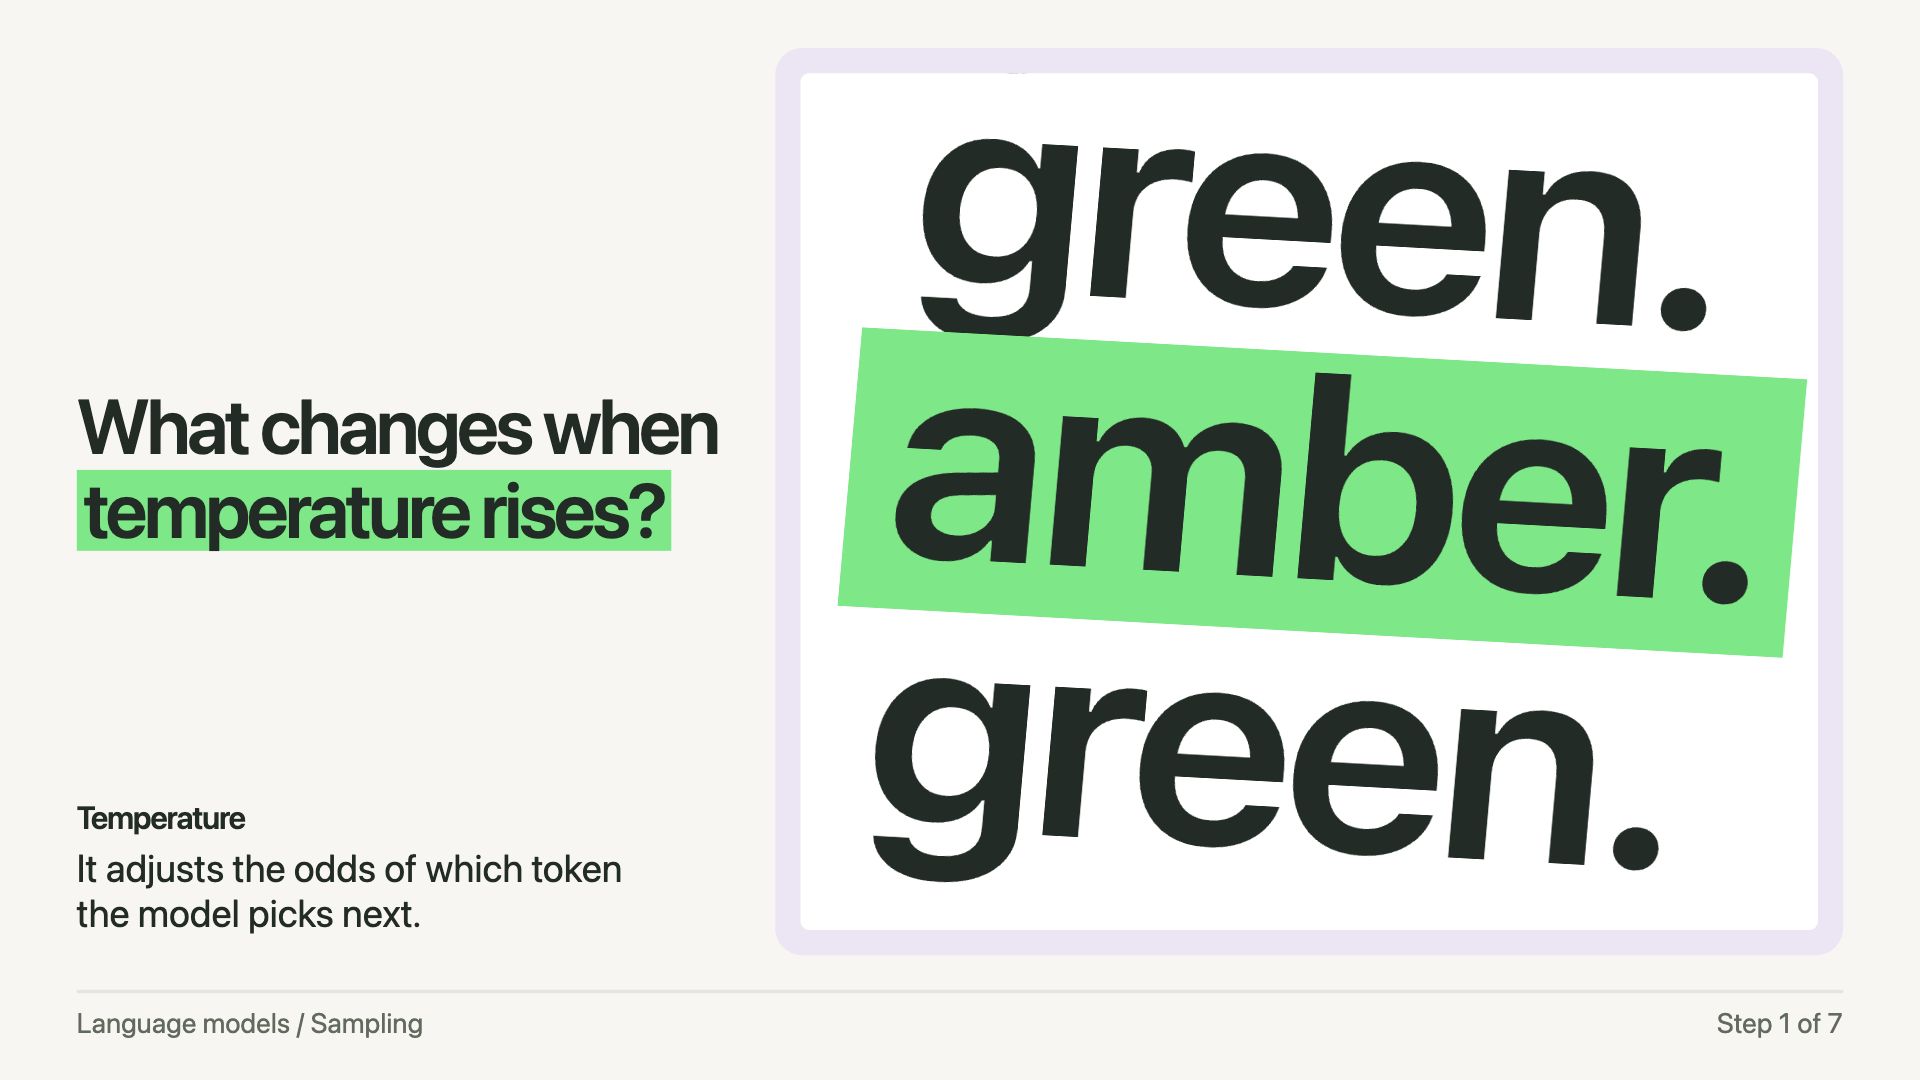 What changes when
temperature rises?
Temperature
It adjusts the odds of which token
the model picks next.
green.
amber.
green.
Language models / Sampling
Step 1 of 7